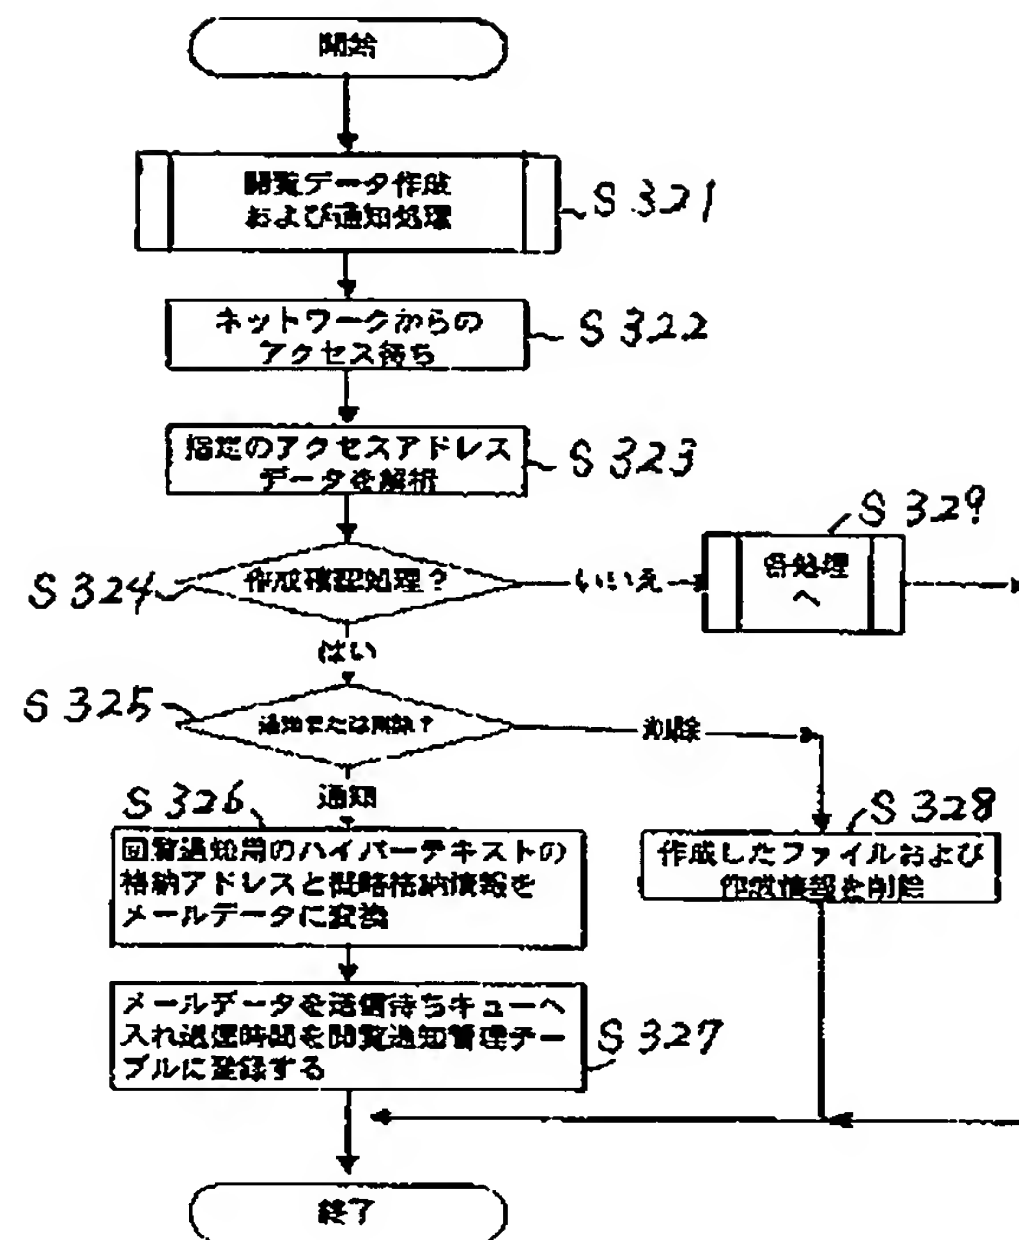 開始
閲覧データ作成
および通知処理
S321
ネットワークからの
アクセス待ち
S322
指定のアクセスアドレス
データを解析
S323
作成確認処理?
S324
いいえ
各処理
へ
S329
はい
通知または削除?
S325
削除
通知
S326
回覧通知用のハイパーテキストの
格納アドレスと概略格納情報を
メールデータに変換
作成したファイルおよび
作成情報を削除
S328
メールデータを送信待ちキューへ
入れ送信時間を閲覧通知管理テー
ブルに登録する
S327
終了